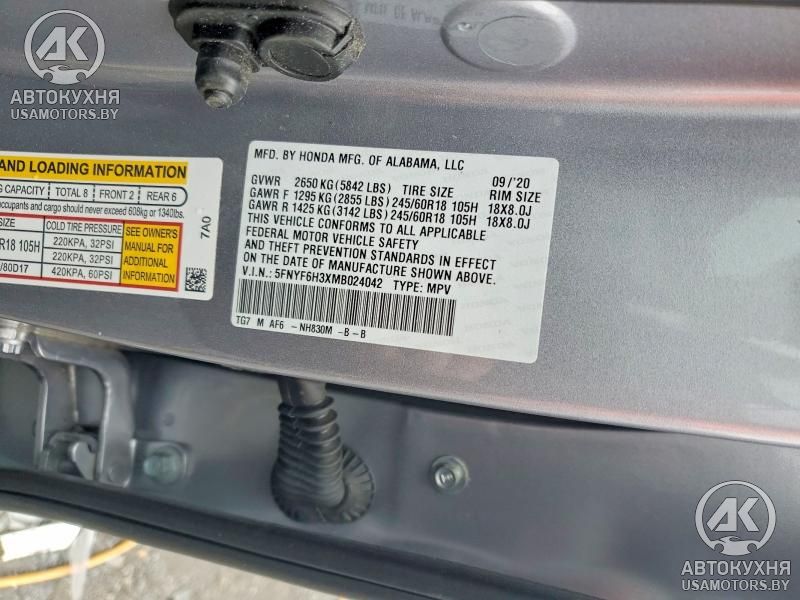 AK
АВТОКУХНЯ
USAMOTORS.BY
AND LOADING INFORMATION
G CAPACITY TOTAL 8 FRONT 2 REAR 6
occupants and cargo should never exceed 608kg or 1340lbs.
SIZE COLD TIRE PRESSURE
R18 105H 220KPA, 32PSI
220KPA, 32PSI
/80D17 420KPA, 60PSI
SEE OWNER'S
MANUAL FOR
ADDITIONAL
INFORMATION
7A0
MFD. BY HONDA MFG. OF ALABAMA, LLC 09/'20
GVWR 2650 KG (5842 LBS) TIRE SIZE RIM SIZE
GAWR F 1295 KG (2855 LBS) 245/60R18 105H 18X8.0J
GAWR R 1425 KG (3142 LBS) 245/60R18 105H 18X8.0J
THIS VEHICLE CONFORMS TO ALL APPLICABLE
FEDERAL MOTOR VEHICLE SAFETY
AND THEFT PREVENTION STANDARDS IN EFFECT
ON THE DATE OF MANUFACTURE SHOWN ABOVE.
V.I.N.: 5FNYF6H3XMB024042 TYPE: MPV
TG7 M AF6 -NH830M -B-B
AK
АВТОКУХНЯ
USAMOTORS.BY